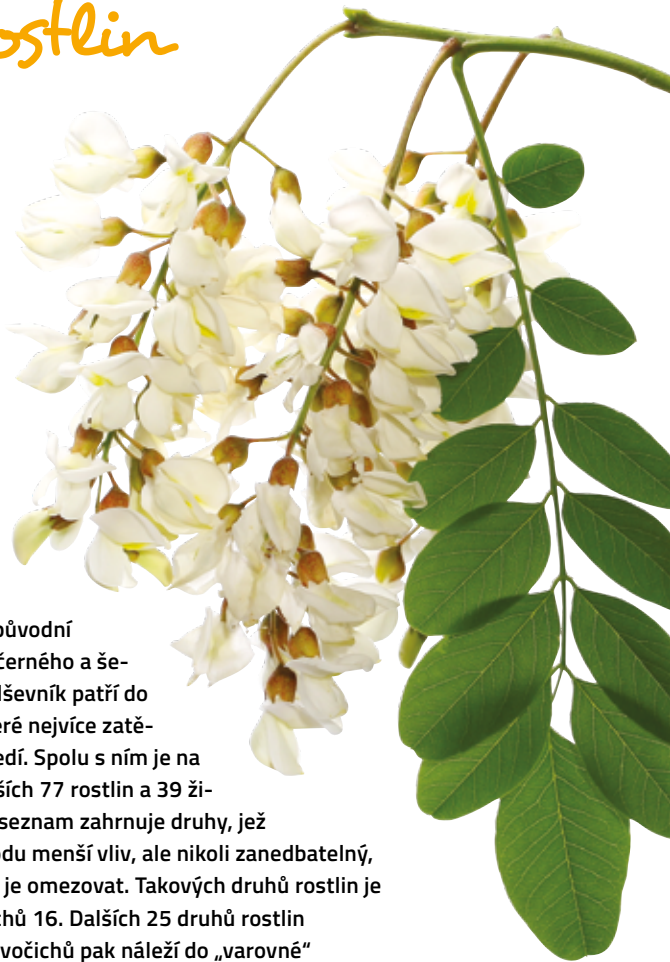 ostlin
původní
černého a še-
lševník patří do
eré nejvíce zatě-
edí. Spolu s ním je na
ších 77 rostlin a 39 ži-
seznam zahrnuje druhy, jež
du menší vliv, ale nikoli zanedbatelný,
je omezovat. Takových druhů rostlin je
chů 16. Dalších 25 druhů rostlin
vočichů pak náleží do „varovné“